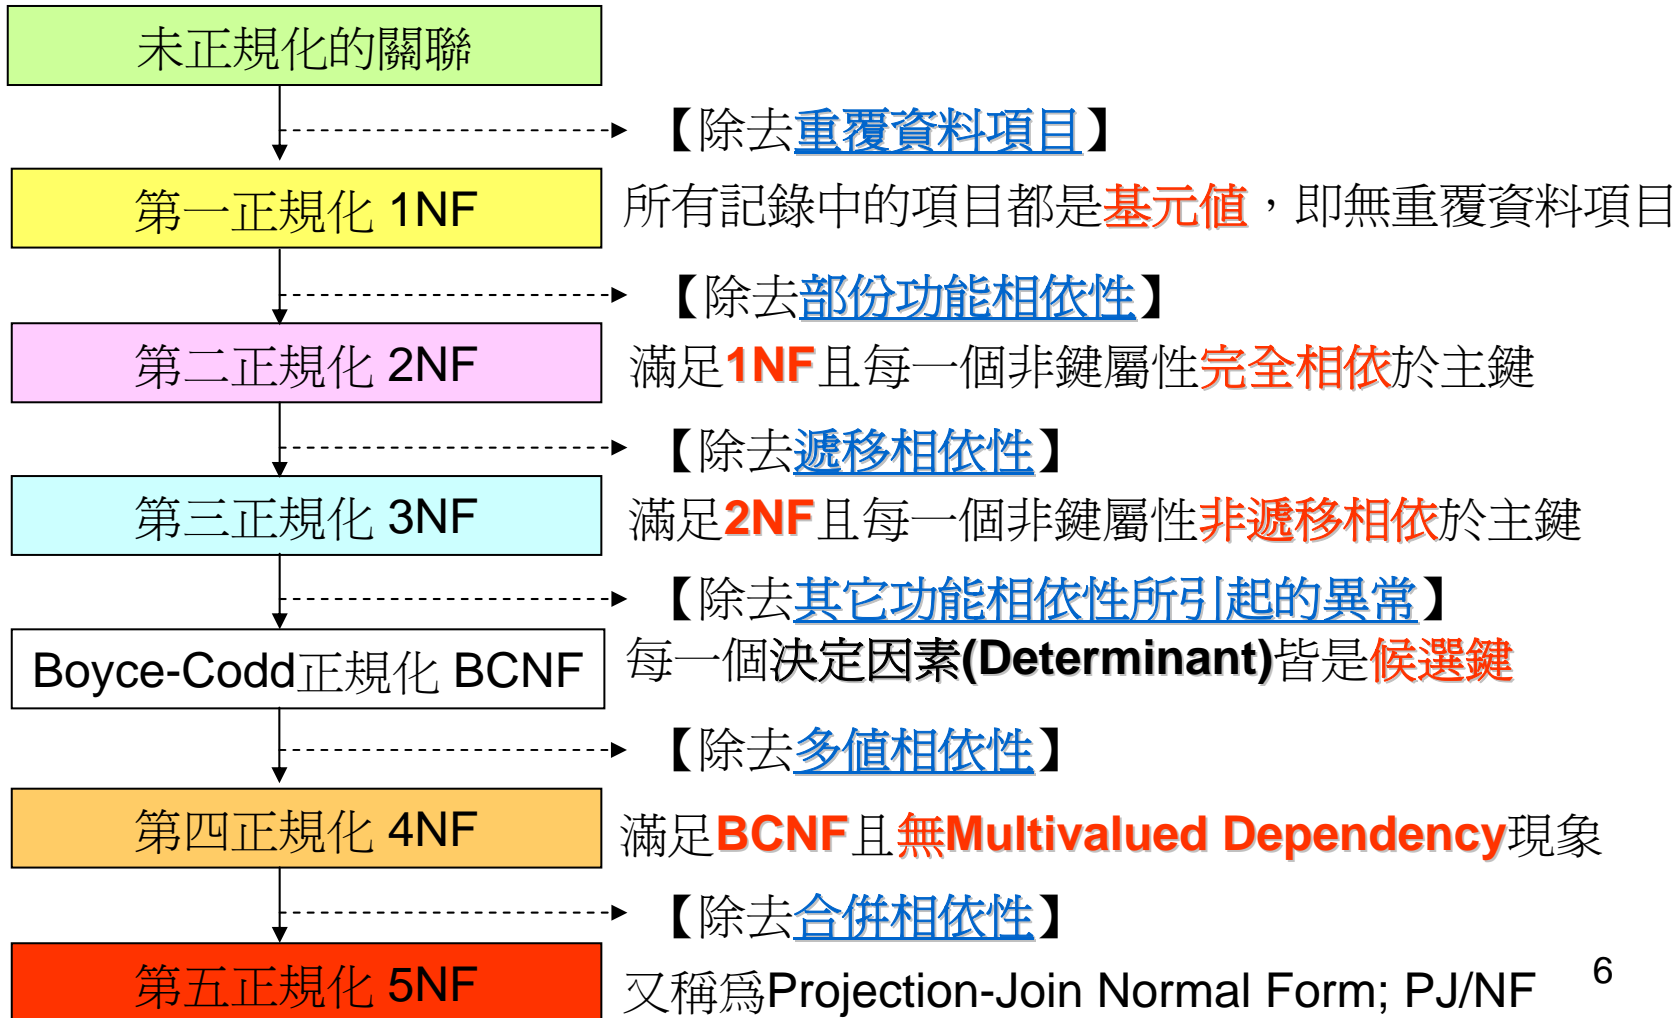 未正規化的關聯
【除去重覆資料項目】
第一正規化 1NF
所有記錄中的項目都是基元值，即無重覆資料項目
【除去部份功能相依性】
第二正規化 2NF
滿足1NF且每一個非鍵屬性完全相依於主鍵
【除去遞移相依性】
第三正規化 3NF
滿足2NF且每一個非鍵屬性非遞移相依於主鍵
【除去其它功能相依性所引起的異常】
Boyce-Codd正規化 BCNF
每一個決定因素(Determinant)皆是候選鍵
【除去多值相依性】
第四正規化 4NF
滿足BCNF且無Multivalued Dependency現象
【除去合併相依性】
第五正規化 5NF
又稱為Projection-Join Normal Form; PJ/NF
6